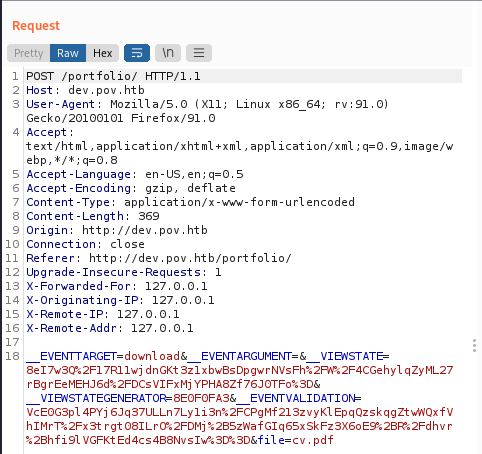 Request
Pretty Raw Hex \n
1 POST /portfolio/ HTTP/1.1
2 Host: dev.pov.htb
3 User-Agent: Mozilla/5.0 (X11; Linux x86_64; rv:91.0)
Gecko/20100101 Firefox/91.0
4 Accept:
text/html,application/xhtml+xml,application/xml;q=0.9,image/w
ebp,*/*;q=0.8
5 Accept-Language: en-US,en;q=0.5
6 Accept-Encoding: gzip, deflate
7 Content-Type: application/x-www-form-urlencoded
8 Content-Length: 369
9 Origin: http://dev.pov.htb
10 Connection: close
11 Referer: http://dev.pov.htb/portfolio/
12 Upgrade-Insecure-Requests: 1
13 X-Forwarded-For: 127.0.0.1
14 X-Originating-IP: 127.0.0.1
15 X-Remote-IP: 127.0.0.1
16 X-Remote-Addr: 127.0.0.1
17
18 __EVENTTARGET=download&__EVENTARGUMENT=&__VIEWSTATE=
8eI7w3Q%2Fl7R11wjdnGKt3z1xbwBsDpgwrNVsFh%2FW%2F4CGehylqZyML27
rBgrEeMEHJ6d%2FDCsVIFxMjYPHA8Zf76J0TFo%3D&
__VIEWSTATEGENERATOR=8E0F0FA3&__EVENTVALIDATION=
VcE0G3pl4PYj6Jq37ULLn7Ly1i3n%2FCPgMf213zvyKlEpqQzskqgZtwWQxfV
hIMrT%2Fx3trgt08ILrO%2FDMj%2B5zWafGIq65xSkFz3X6oE9%2BR%2Fdhvr
%2Bhfi9lVGFKtEd4cs4B8NvsIw%3D%3D&file=cv.pdf